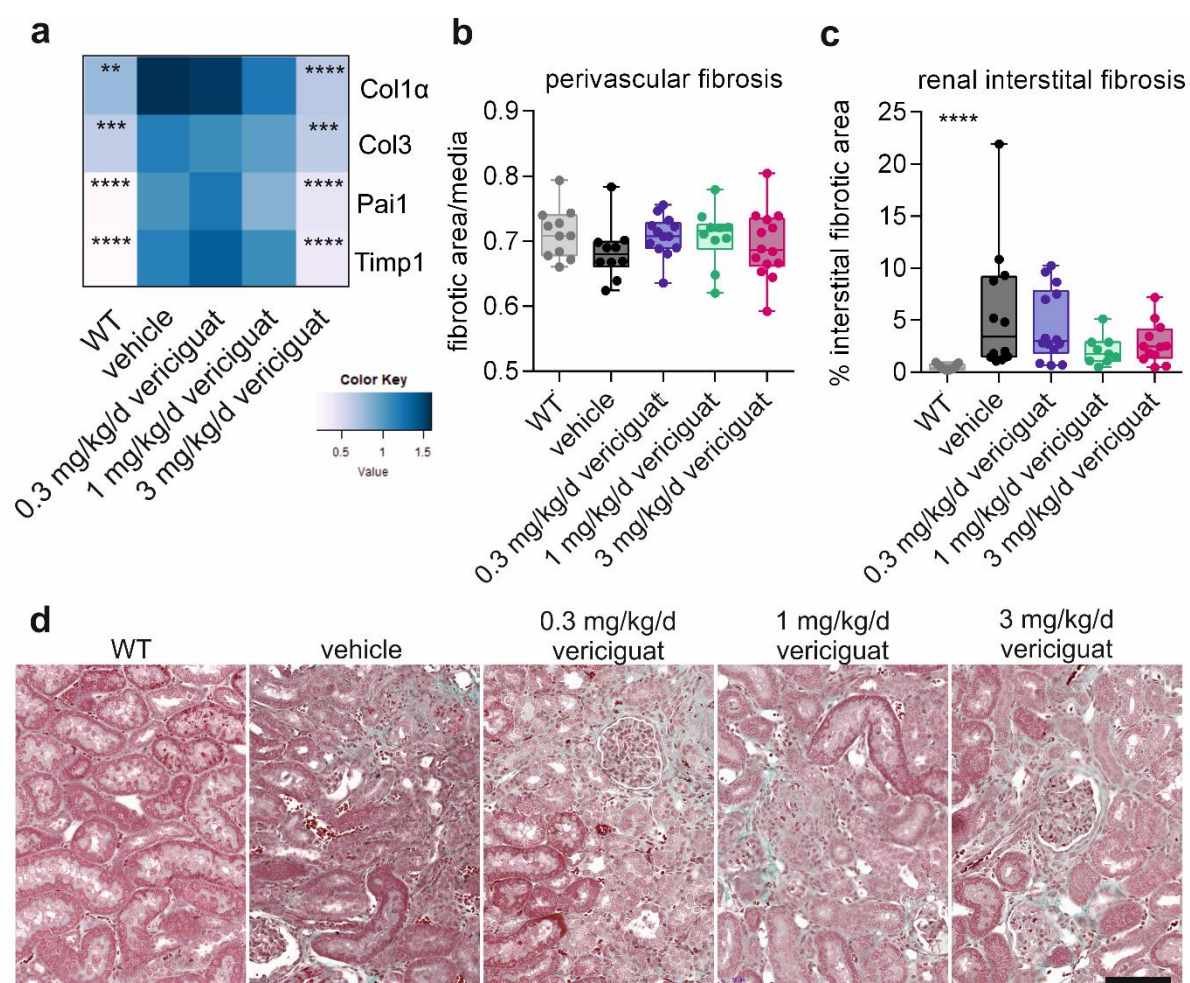 a
** ****
Col1α
*** ***
Col3
**** ****
Pai1
**** ****
Timp1
WT
vehicle
0.3 mg/kg/d vericiguat
1 mg/kg/d vericiguat
3 mg/kg/d vericiguat
Color Key
0.5 1 1.5
Value
b
perivascular fibrosis
fibrotic area/media
0.9
0.8
0.7
0.6
0.5
WT
vehicle
0.3 mg/kg/d vericiguat
1 mg/kg/d vericiguat
3 mg/kg/d vericiguat
c
renal interstital fibrosis
% interstital fibrotic area
25
20
15
10
5
0
****
WT
vehicle
0.3 mg/kg/d vericiguat
1 mg/kg/d vericiguat
3 mg/kg/d vericiguat
d
WT
vehicle
0.3 mg/kg/d
vericiguat
1 mg/kg/d
vericiguat
3 mg/kg/d
vericiguat